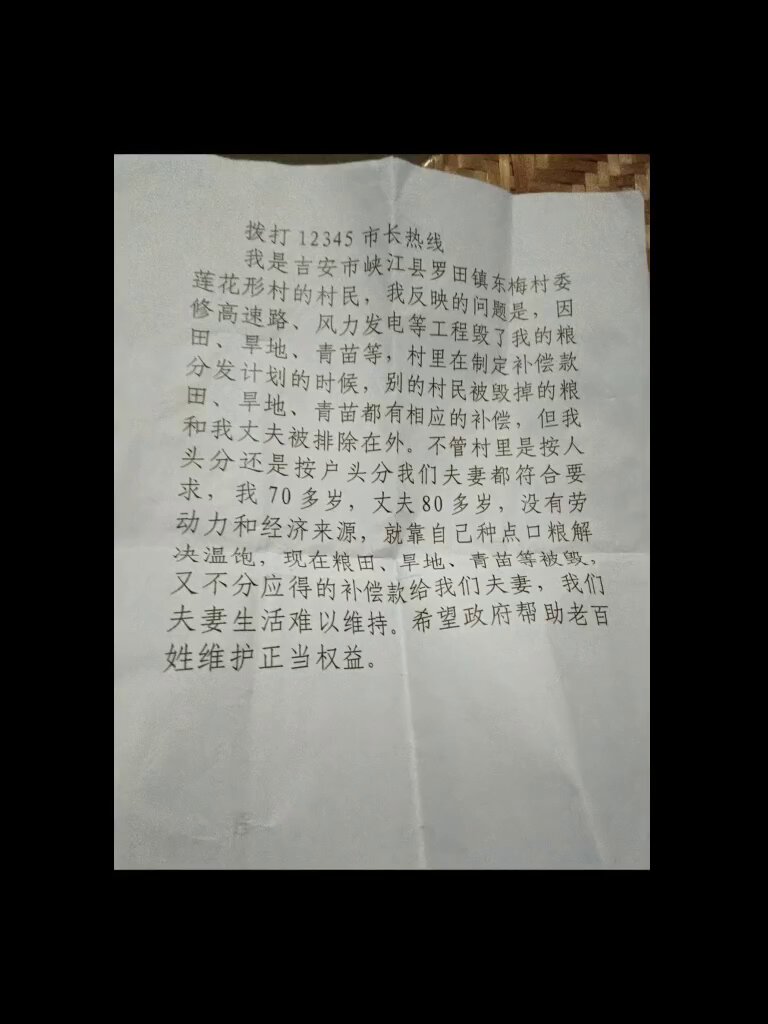 拨打12345市长热线
我是吉安市峡江县罗田镇东梅村委
莲花形村的村民，我反映的问题是，因
修高速路、风力发电等工程毁了我的粮
田、旱地、青苗等，村里在制定补偿款
分发计划的时候，别的村民被毁掉的粮
田、旱地、青苗都有相应的补偿，但我
和我丈夫被排除在外。不管村里是按人
头分还是按户头分我们夫妻都符合要
求，我70多岁，丈夫80多岁，没有劳
动力和经济来源，就靠自己种点口粮解
决温饱，现在粮田、旱地、青苗等被毁，
又不分应得的补偿款给我们夫妻，我们
夫妻生活难以维持。希望政府帮助老百
姓维护正当权益。